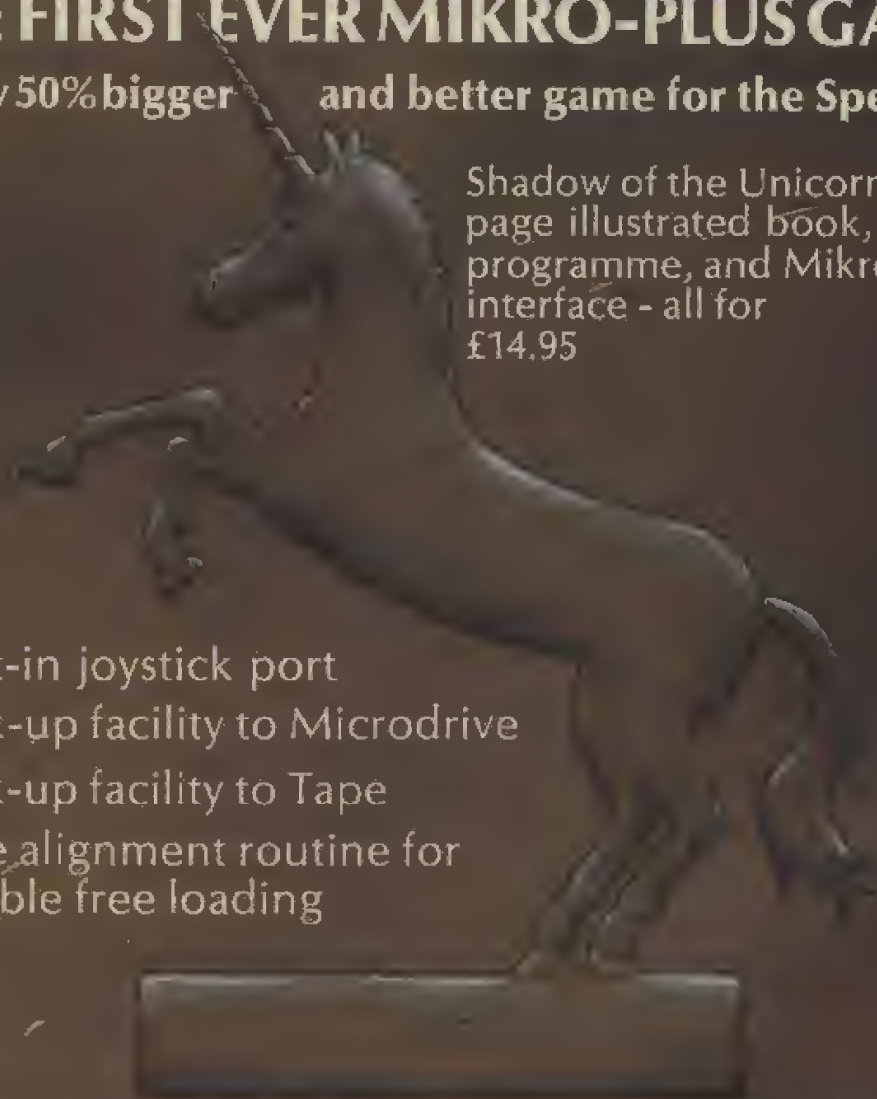 FIRST EVER MIKRO-PLUS GA
50% bigger and better game for the Spe
Shadow of the Unicorn
page illustrated book,
programme, and Mikro
interface - all for
£14.95
-in joystick port
-up facility to Microdrive
-up facility to Tape
alignment routine for
ble free loading